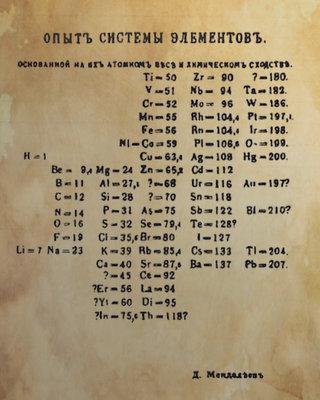 ОПЫТЪ СИСТЕМЫ ЭЛЕМЕНТОВЪ.
ОСНОВАННОЙ НА ИХЪ АТОМНОМЪ ВѢСѢ И ХИМИЧЕСКОМЪ СХОДСТВѢ.
Ti = 50 Zr = 90 ? = 180.
V = 51 Nb = 94 Ta = 182.
Cr = 52 Mo = 96 W = 186.
Mn = 55 Rh = 104,4 Pt = 197,1.
Fe = 56 Rn = 104,4 Ir = 198.
Ni = Co = 59 Pl = 106,6 O = 199.
H = 1 Cu = 63,4 Ag = 108 Hg = 200.
Be = 9,4 Mg = 24 Zn = 65,2 Cd = 112
B = 11 Al = 27,1 ? = 68 Ur = 116 Au = 197?
C = 12 Si = 28 ? = 70 Sn = 118
N = 14 P = 31 As = 75 Sb = 122 Bi = 210?
O = 16 S = 32 Se = 79,4 Te = 128?
F = 19 Cl = 35,6 Br = 80 I = 127
Li = 7 Na = 23 K = 39 Rb = 85,4 Cs = 133 Tl = 204.
Ca = 40 Sr = 87,6 Ba = 137 Pb = 207.
? = 45 Ce = 92
?Er = 56 La = 94
?Yt = 60 Di = 95
?In = 75,6 Th = 118?
Д. Менделѣевъ